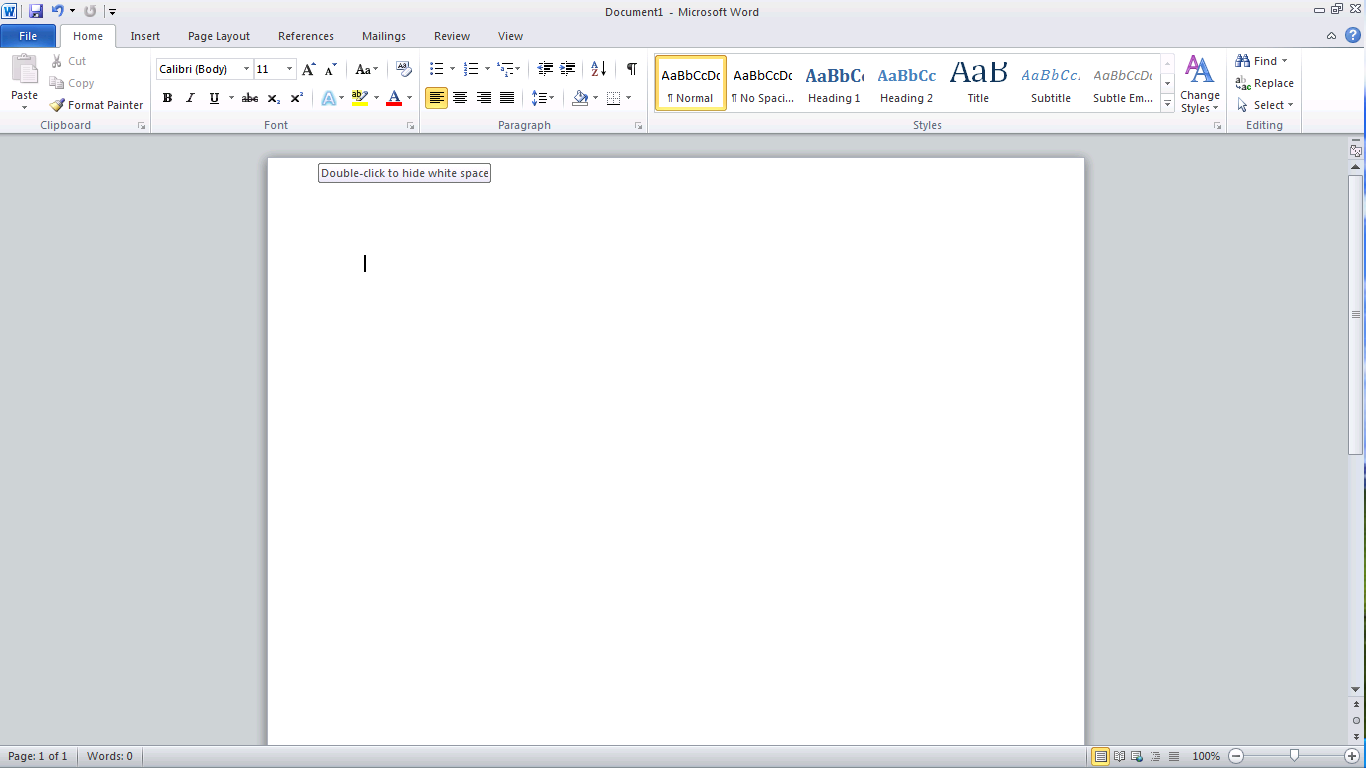 Document1 - Microsoft Word
File Home Insert Page Layout References Mailings Review View
Paste
Cut
Copy
Format Painter
Clipboard
Calibri (Body) 11
Font
Paragraph
AaBbCcDc AaBbCcDc AaBbCc AaBbCc AaB AaBbCc. AaBbCcDc
¶ Normal ¶ No Spaci... Heading 1 Heading 2 Title Subtitle Subtle Em...
Change
Styles
Styles
Find
Replace
Select
Editing
Double-click to hide white space
Page: 1 of 1 Words: 0 100%